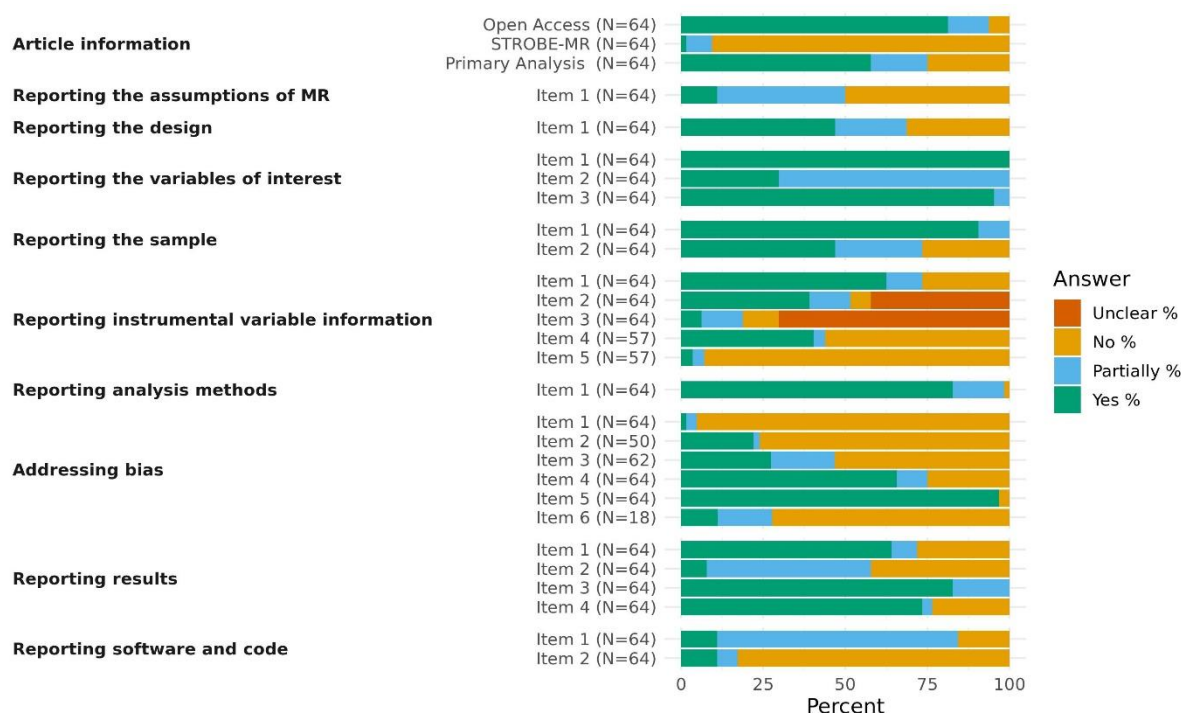 Open Access (N=64)
Article information STROBE-MR (N=64)
Primary Analysis (N=64)
Reporting the assumptions of MR Item 1 (N=64)
Reporting the design Item 1 (N=64)
Item 1 (N=64)
Reporting the variables of interest Item 2 (N=64)
Item 3 (N=64)
Reporting the sample
Item 1 (N=64)
Item 2 (N=64)
Item 1 (N=64)
Item 2 (N=64)
Reporting instrumental variable information Item 3 (N=64)
Item 4 (N=57)
Item 5 (N=57)
Reporting analysis methods Item 1 (N=64)
Addressing bias
Item 1 (N=64)
Item 2 (N=50)
Item 3 (N=62)
Item 4 (N=64)
Item 5 (N=64)
Item 6 (N=18)
Reporting results
Item 1 (N=64)
Item 2 (N=64)
Item 3 (N=64)
Item 4 (N=64)
Reporting software and code
Item 1 (N=64)
Item 2 (N=64)
0 25 50 75 100
Percent
Answer
Unclear %
No %
Partially %
Yes %